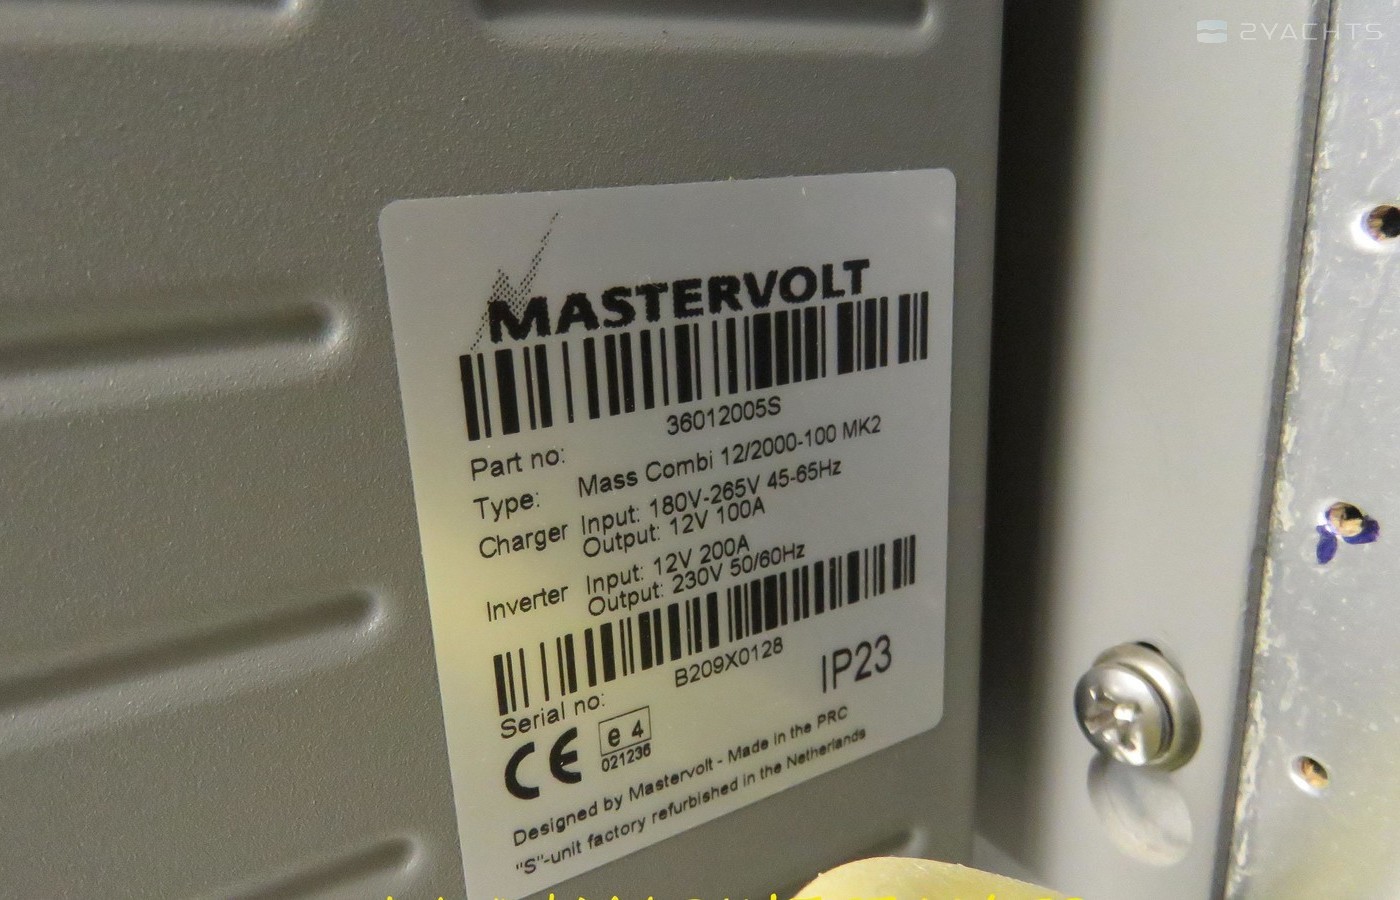 2YACHTS
MASTERVOLT
36012005S
Part no:
Type: Mass Combi 12/2000-100 MK2
Charger Input: 180V-265V 45-65Hz
Output: 12V 100A
Inverter Input: 12V 200A
Output: 230V 50/60Hz
B209X0128
Serial no:
IP23
CE e 4
021236
Designed by Mastervolt - Made in the PRC
"S"-unit factory refurbished in the Netherlands